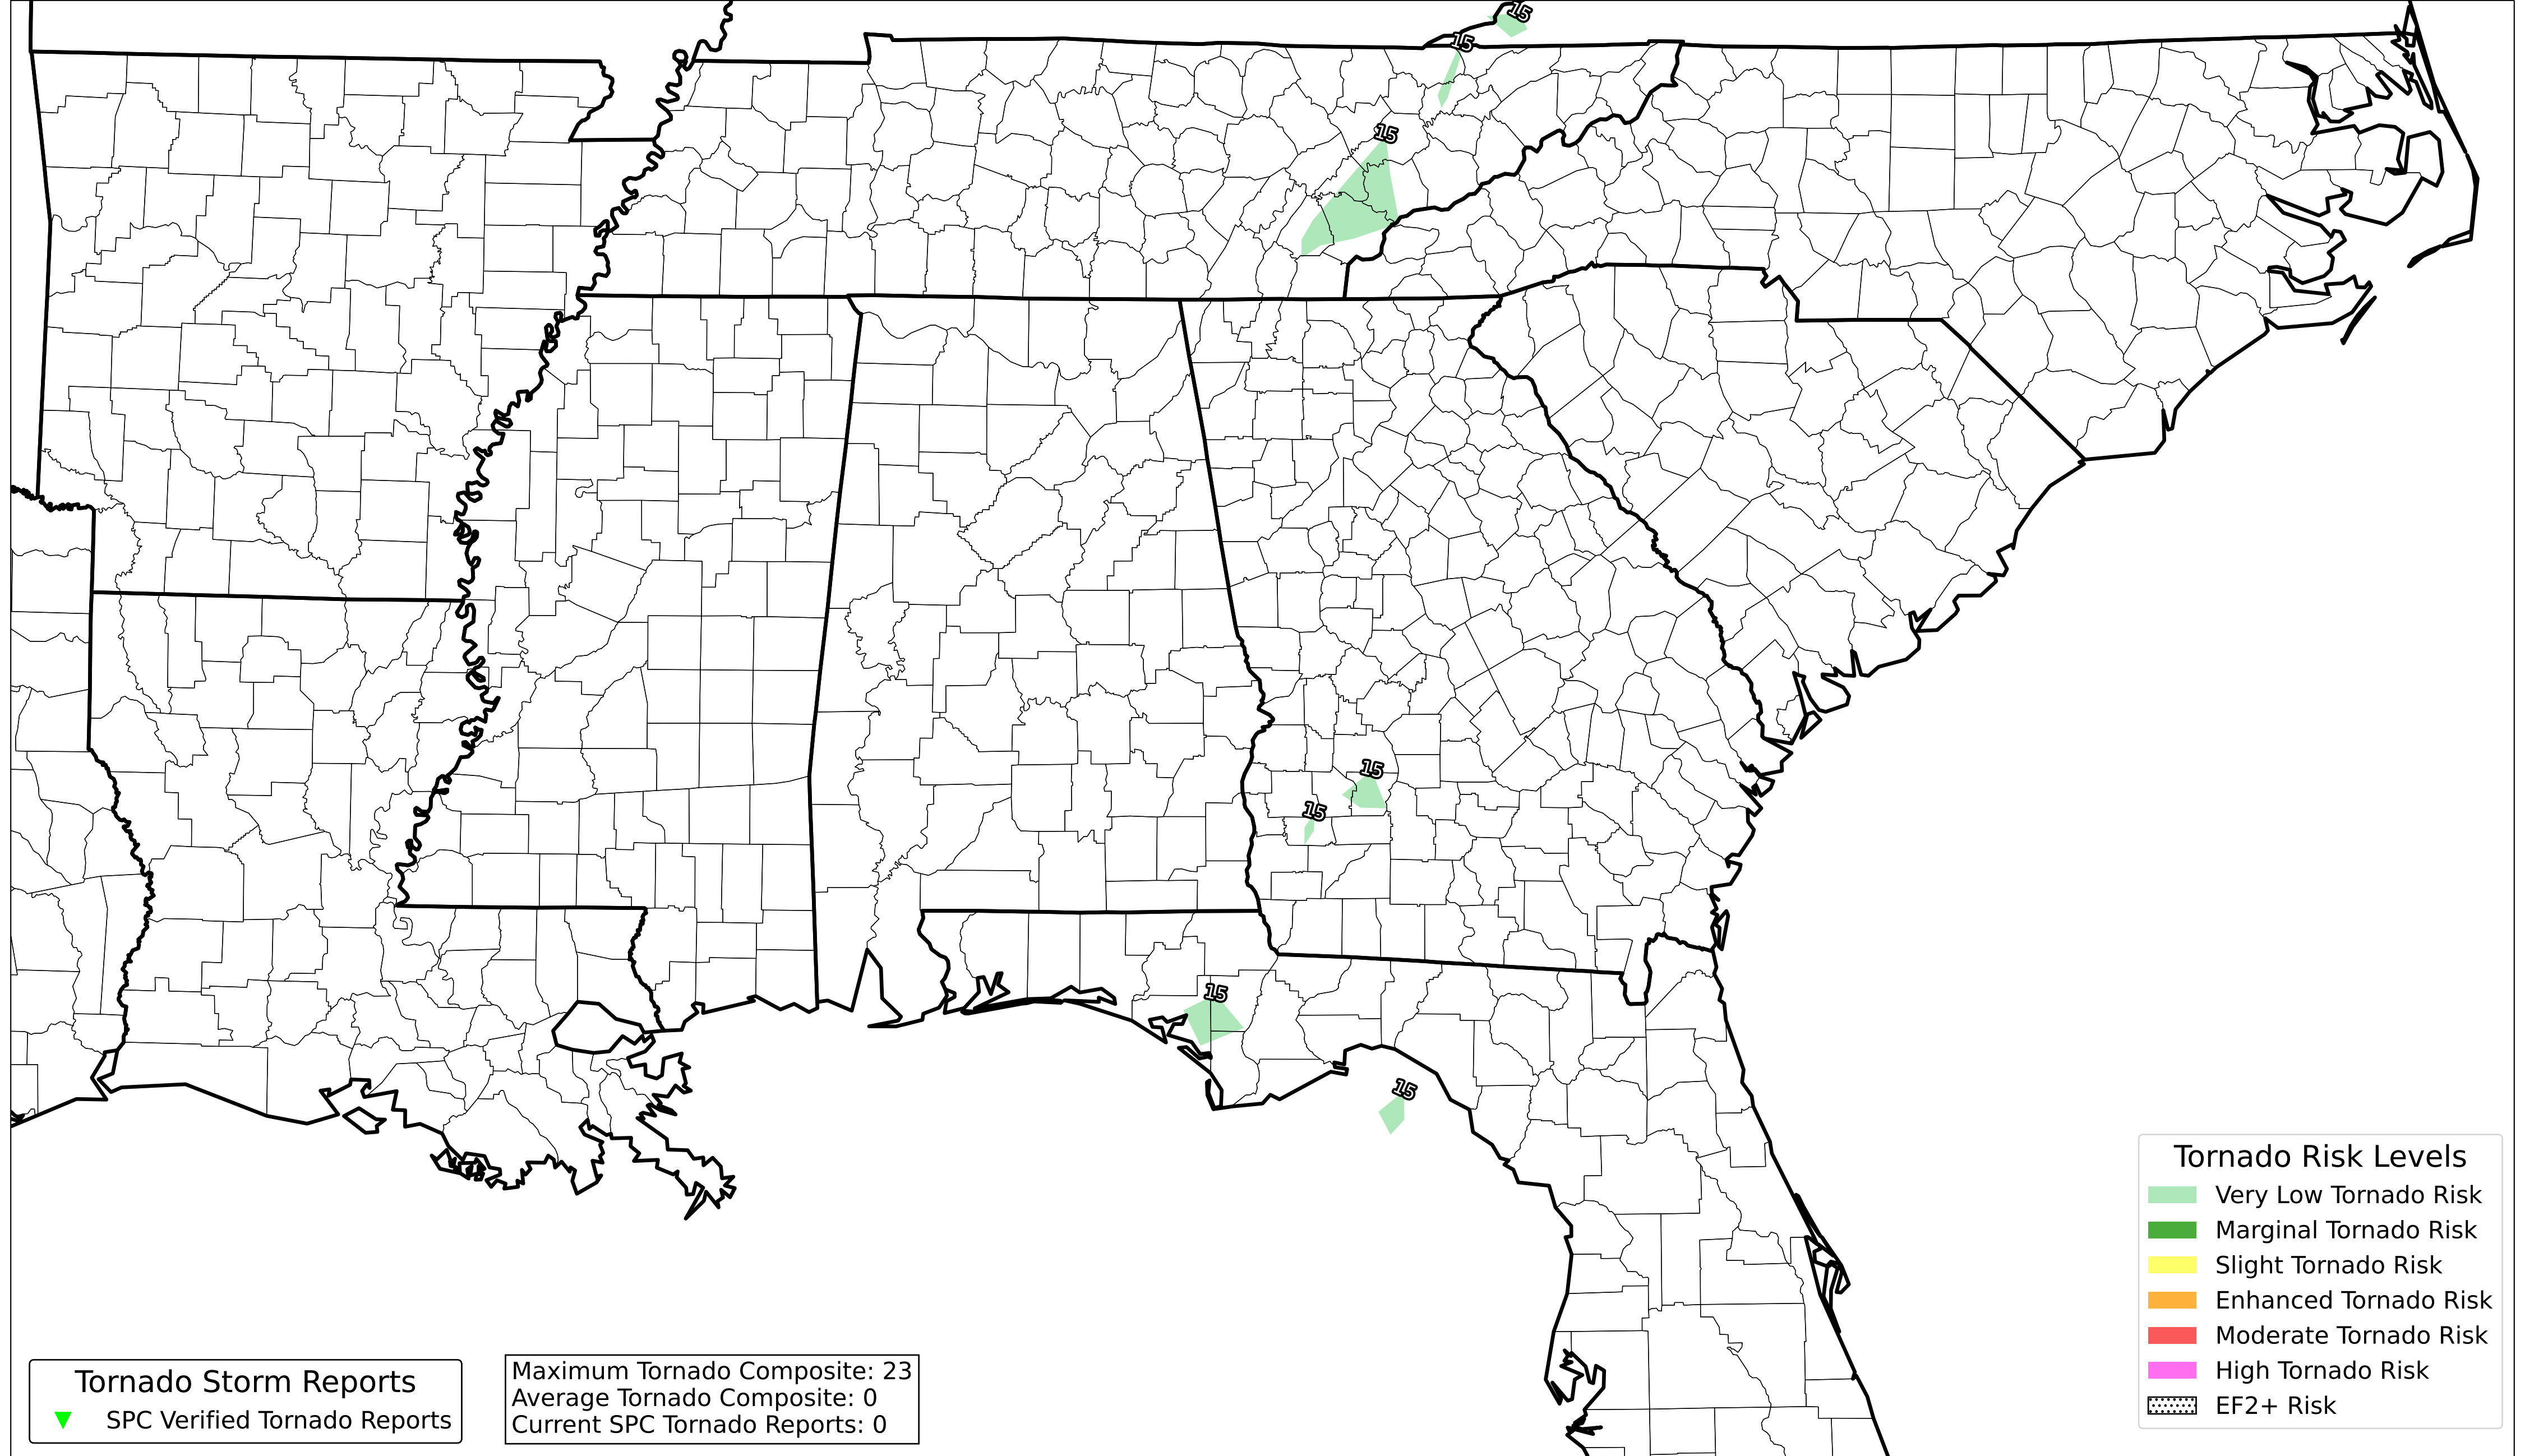 15
15
15
15
15
15
15
Tornado Risk Levels
Very Low Tornado Risk
Marginal Tornado Risk
Slight Tornado Risk
Enhanced Tornado Risk
Moderate Tornado Risk
High Tornado Risk
EF2+ Risk
Tornado Storm Reports
SPC Verified Tornado Reports
Maximum Tornado Composite: 23
Average Tornado Composite: 0
Current SPC Tornado Reports: 0